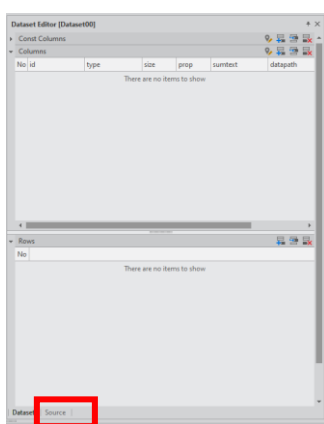 Dataset Editor [Dataset00]
Const Columns
Columns
No id type size prop sumtext datapath
There are no items to show
Rows
No
There are no items to show
Dataset Source